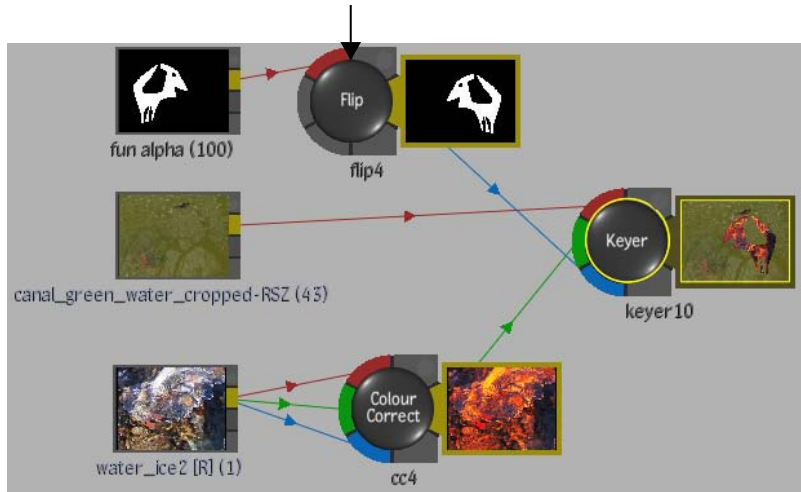 fun alpha (100)
Flip
flip4
canal_green_water_cropped-RSZ (43)
Keyer
keyer10
water_ice2 [R] (1)
Colour
Correct
cc4